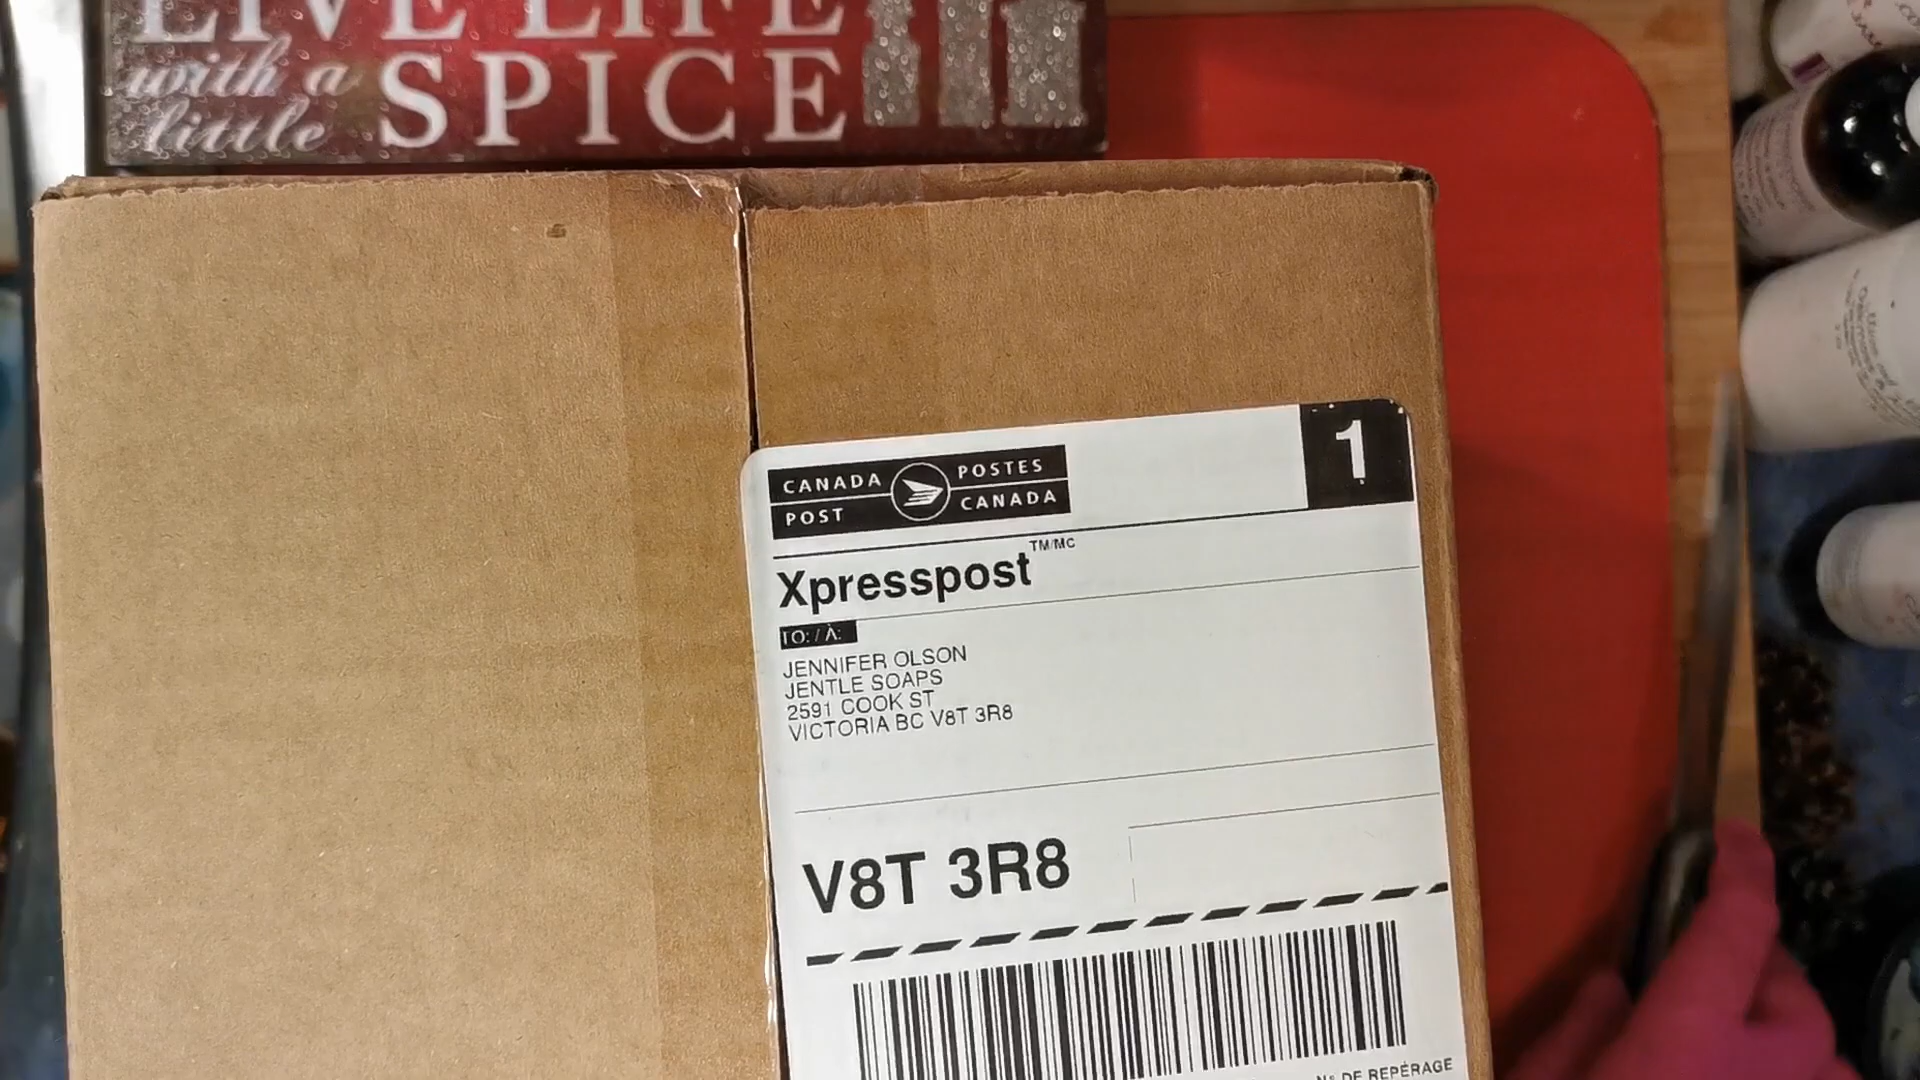 LIVE LIFE
with a
little
SPICE
CANADA POSTES
POST CANADA
1
Xpresspost TM/MC
TO: / À:
JENNIFER OLSON
JENTLE SOAPS
2591 COOK ST
VICTORIA BC V8T 3R8
V8T 3R8
N° DE REPÉRAGE